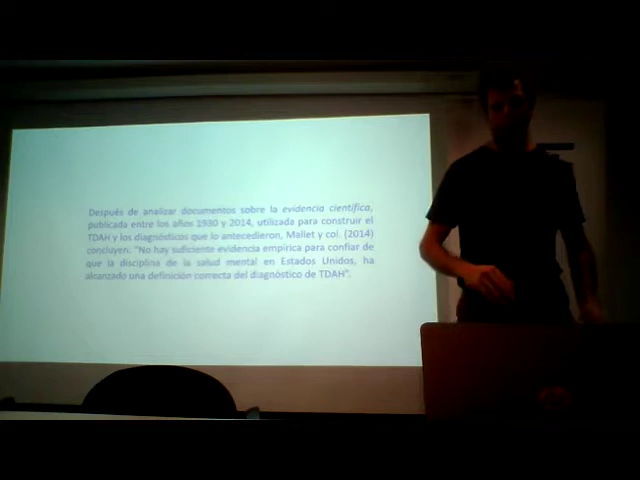 Después de analizar documentos sobre la evidencia científica,
publicada entre los años 1930 y 2014, utilizada para construir el
TDAH y los diagnósticos que lo antecedieron, Mallet y col. (2014)
concluyen: "No hay suficiente evidencia empírica para confiar de
que la disciplina de la salud mental en Estados Unidos, ha
alcanzado una definición correcta del diagnóstico de TDAH".